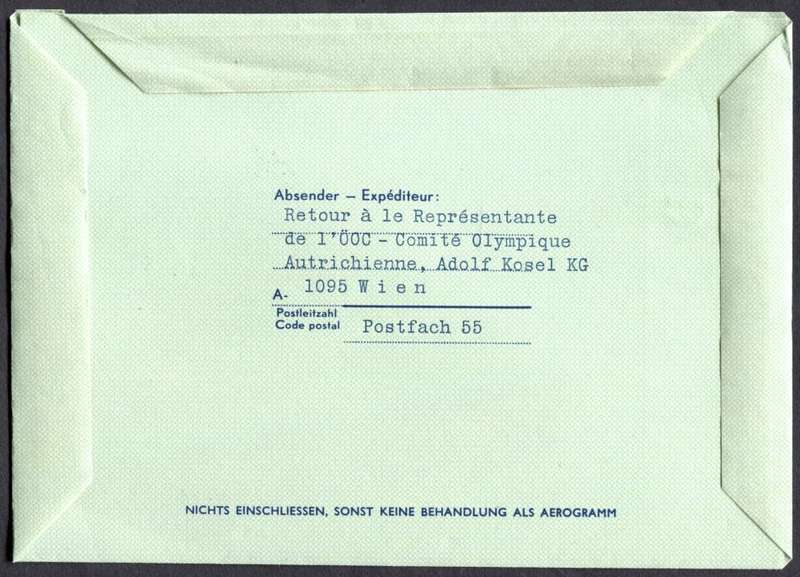 Absender – Expéditeur:
Retour à le Représentante
de l'ÖOC - Comité Olympique
Autrichienne, Adolf Kosel KG
A- 1095 W i e n
Postleitzahl
Code postal
Postfach 55
NICHTS EINSCHLIESSEN, SONST KEINE BEHANDLUNG ALS AEROGRAMM